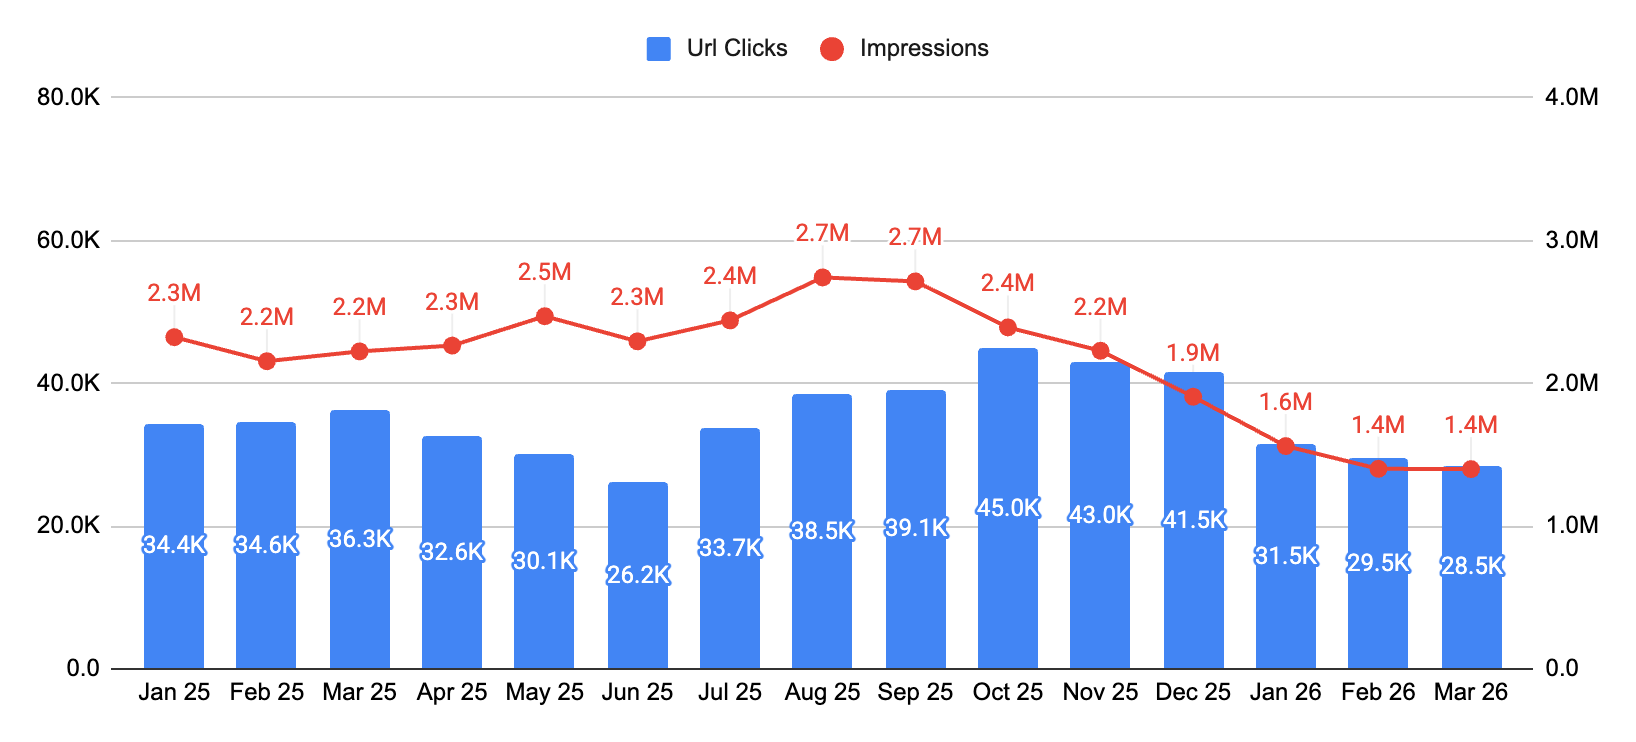 Url Clicks Impressions
80.0K 4.0M
60.0K 3.0M
40.0K 2.0M
20.0K 1.0M
0.0 0.0
2.3M 2.2M 2.2M 2.3M 2.5M 2.3M 2.4M 2.7M 2.7M 2.4M 2.2M 1.9M 1.6M 1.4M 1.4M
34.4K 34.6K 36.3K 32.6K 30.1K 26.2K 33.7K 38.5K 39.1K 45.0K 43.0K 41.5K 31.5K 29.5K 28.5K
Jan 25 Feb 25 Mar 25 Apr 25 May 25 Jun 25 Jul 25 Aug 25 Sep 25 Oct 25 Nov 25 Dec 25 Jan 26 Feb 26 Mar 26